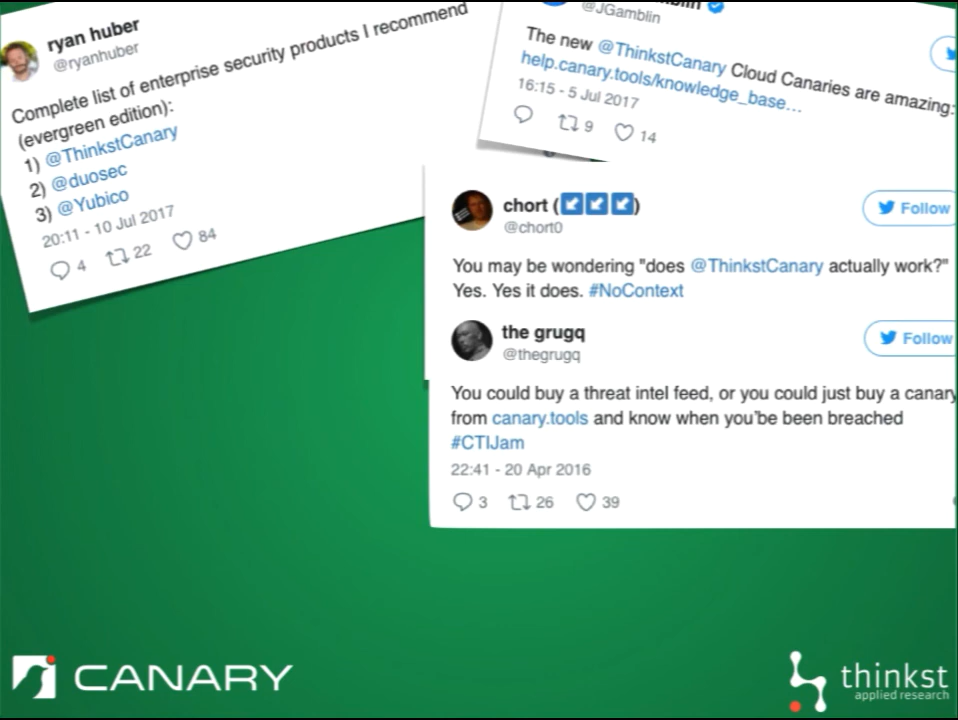 ryan huber
@ryanhuber
Complete list of enterprise security products I recommend
(evergreen edition):
1) @ThinkstCanary
2) @duosec
3) @Yubico
20:11 - 10 Jul 2017
4 22 84
@JGamblin
The new @ThinkstCanary Cloud Canaries are amazing:
help.canary.tools/knowledge_base…
16:15 - 5 Jul 2017
9 14
chort (↙↙↙)
@chort0
Follow
You may be wondering "does @ThinkstCanary actually work?"
Yes. Yes it does. #NoContext
the grugq
@thegrugq
Follow
You could buy a threat intel feed, or you could just buy a canary
from canary.tools and know when you'be been breached
#CTIJam
22:41 - 20 Apr 2016
3 26 39
CANARY
thinkst
applied research